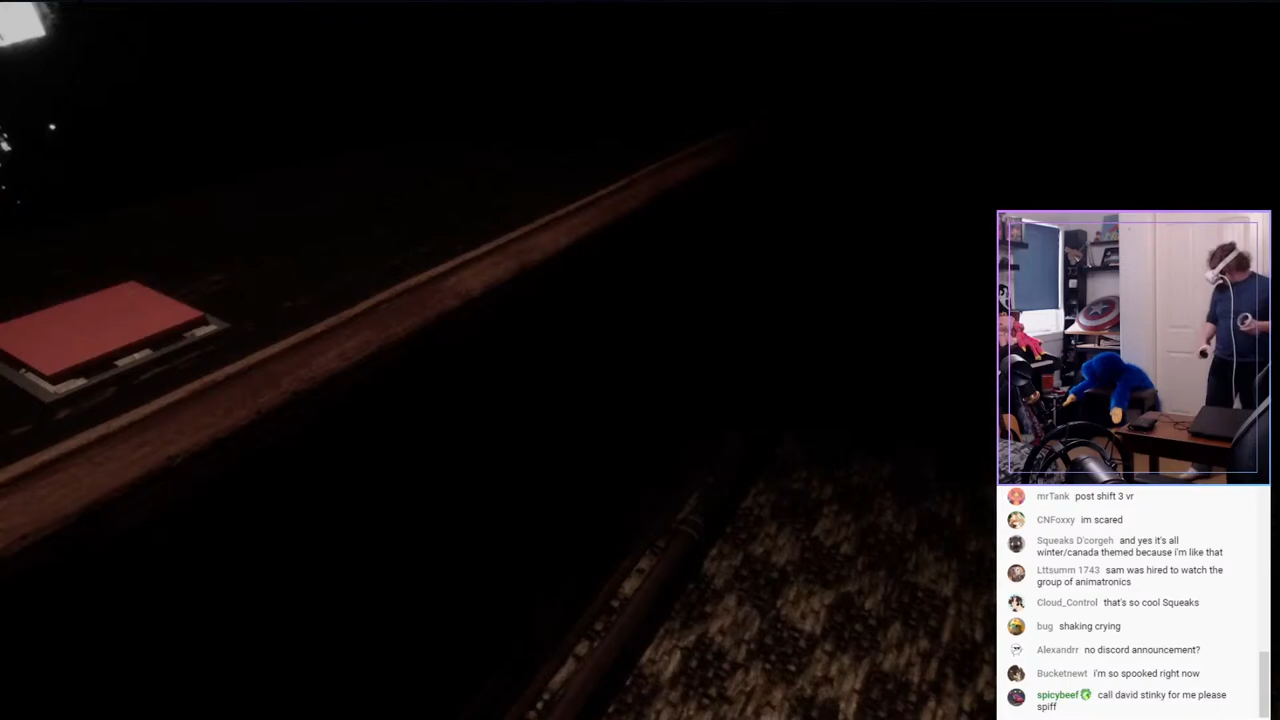 mrTank post shift 3 vr
CNFoxxy im scared
Squeaks D'corgeh and yes it's all
winter/canada themed because i'm like that
Lttsumm 1743 sam was hired to watch the
group of animatronics
Cloud_Control that's so cool Squeaks
bug shaking crying
Alexandrr no discord announcement?
Bucketnewt i'm so spooked right now
spicybeef call david stinky for me please
spiff